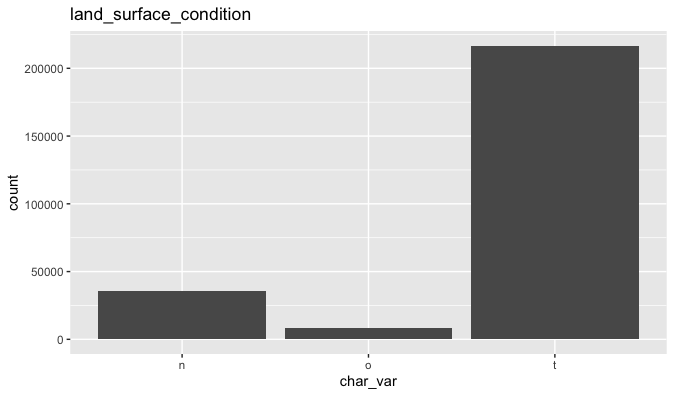 land_surface_condition
200000
150000
100000
50000
0
count
n o t
char_var